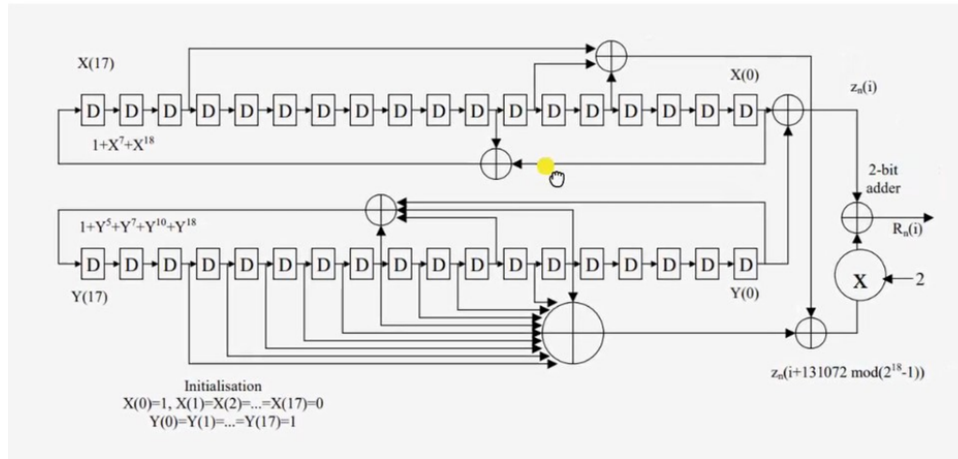 X(17)
X(0)
zₙ(i)
D D D D D D D D D D D D D D D D D D
1+X⁷+X¹⁸
2-bit
adder
1+Y⁵+Y⁷+Y¹⁰+Y¹⁸
Rₙ(i)
D D D D D D D D D D D D D D D D D D
X
2
Y(17)
Y(0)
zₙ(i+131072 mod(2¹⁸-1))
Initialisation
X(0)=1, X(1)=X(2)=...=X(17)=0
Y(0)=Y(1)=...=Y(17)=1